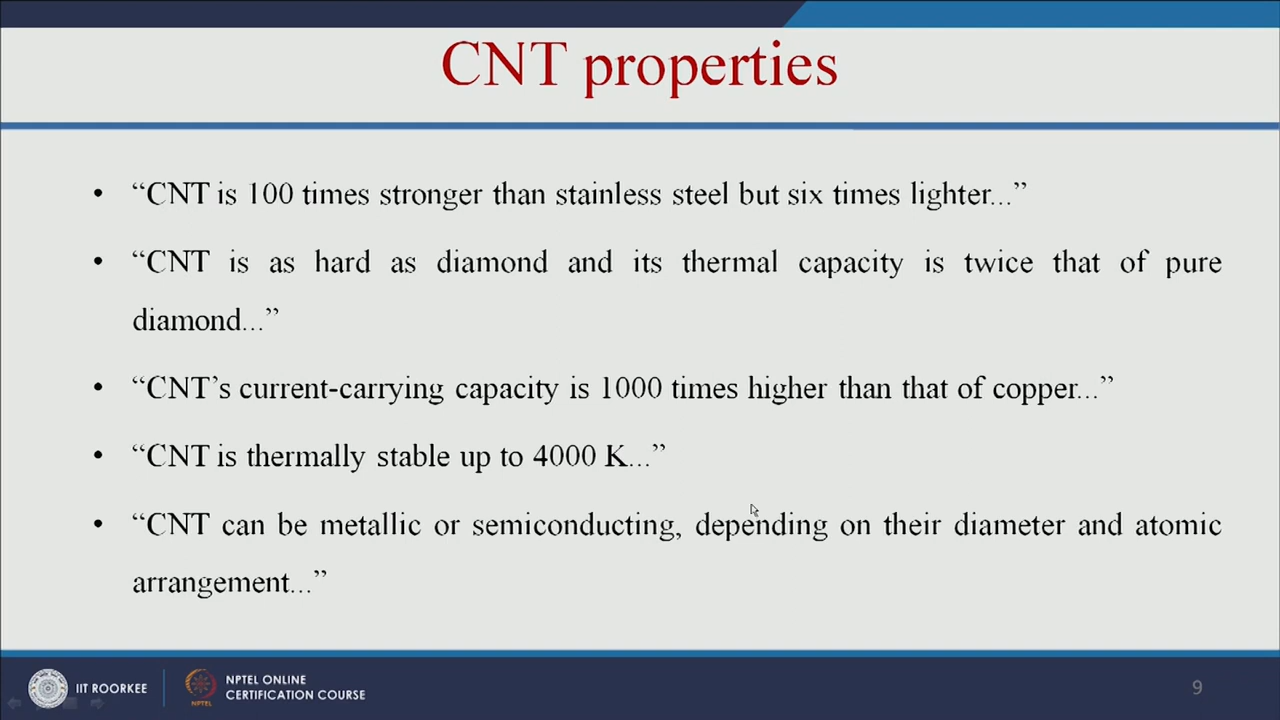 CNT properties
• “CNT is 100 times stronger than stainless steel but six times lighter...”
• “CNT is as hard as diamond and its thermal capacity is twice that of pure
diamond...”
• “CNT’s current-carrying capacity is 1000 times higher than that of copper...”
• “CNT is thermally stable up to 4000 K...”
• “CNT can be metallic or semiconducting, depending on their diameter and atomic
arrangement...”
IIT ROORKEE
NPTEL
NPTEL ONLINE
CERTIFICATION COURSE
9